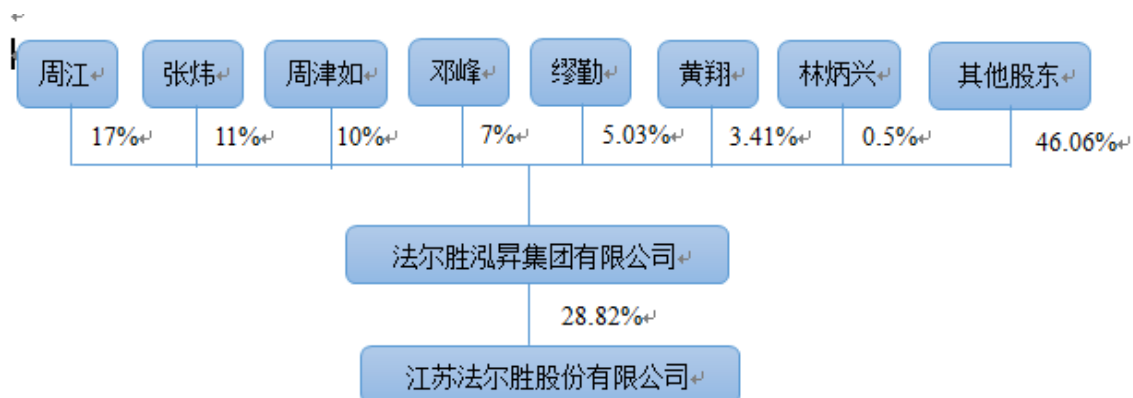 周江 张炜 周津如 邓峰 缪勤 黄翔 林炳兴 其他股东
17% 11% 10% 7% 5.03% 3.41% 0.5% 46.06%
法尔胜泓昇集团有限公司
28.82%
江苏法尔胜股份有限公司